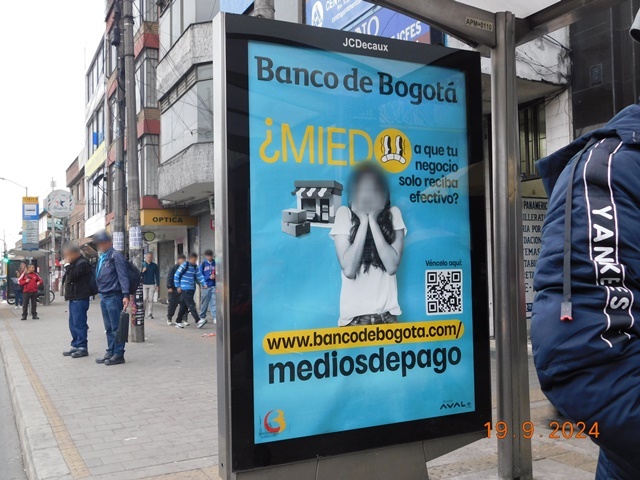 JCDecaux
Banco de Bogotá
¿MIEDO
a que tu
negocio
solo reciba
efectivo?
Véncelo aquí:
www.bancodebogota.com/
mediosdepago
AVAL
OPTICA
YANKEES
19.9.2024